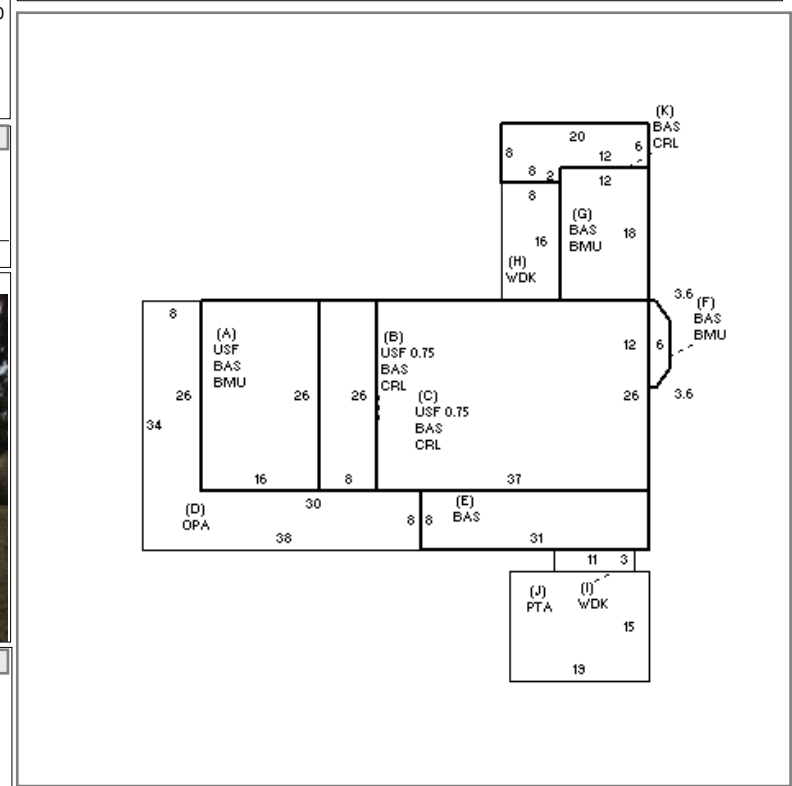 (K)
BAS
CRL
20
8
6
12
8
2
12
8
(G)
BAS
BMU
18
16
(H)
WDK
3.6
(F)
BAS
BMU
8
(A)
USF
BAS
BMU
(B)
USF 0.75
BAS
CRL
12
6
26
26
26
(C)
USF 0.75
BAS
CRL
26
3.6
34
16
8
37
30
(D)
OPA
8
8
(E)
BAS
38
31
11
3
(J)
PTA
(I)
WDK
15
19